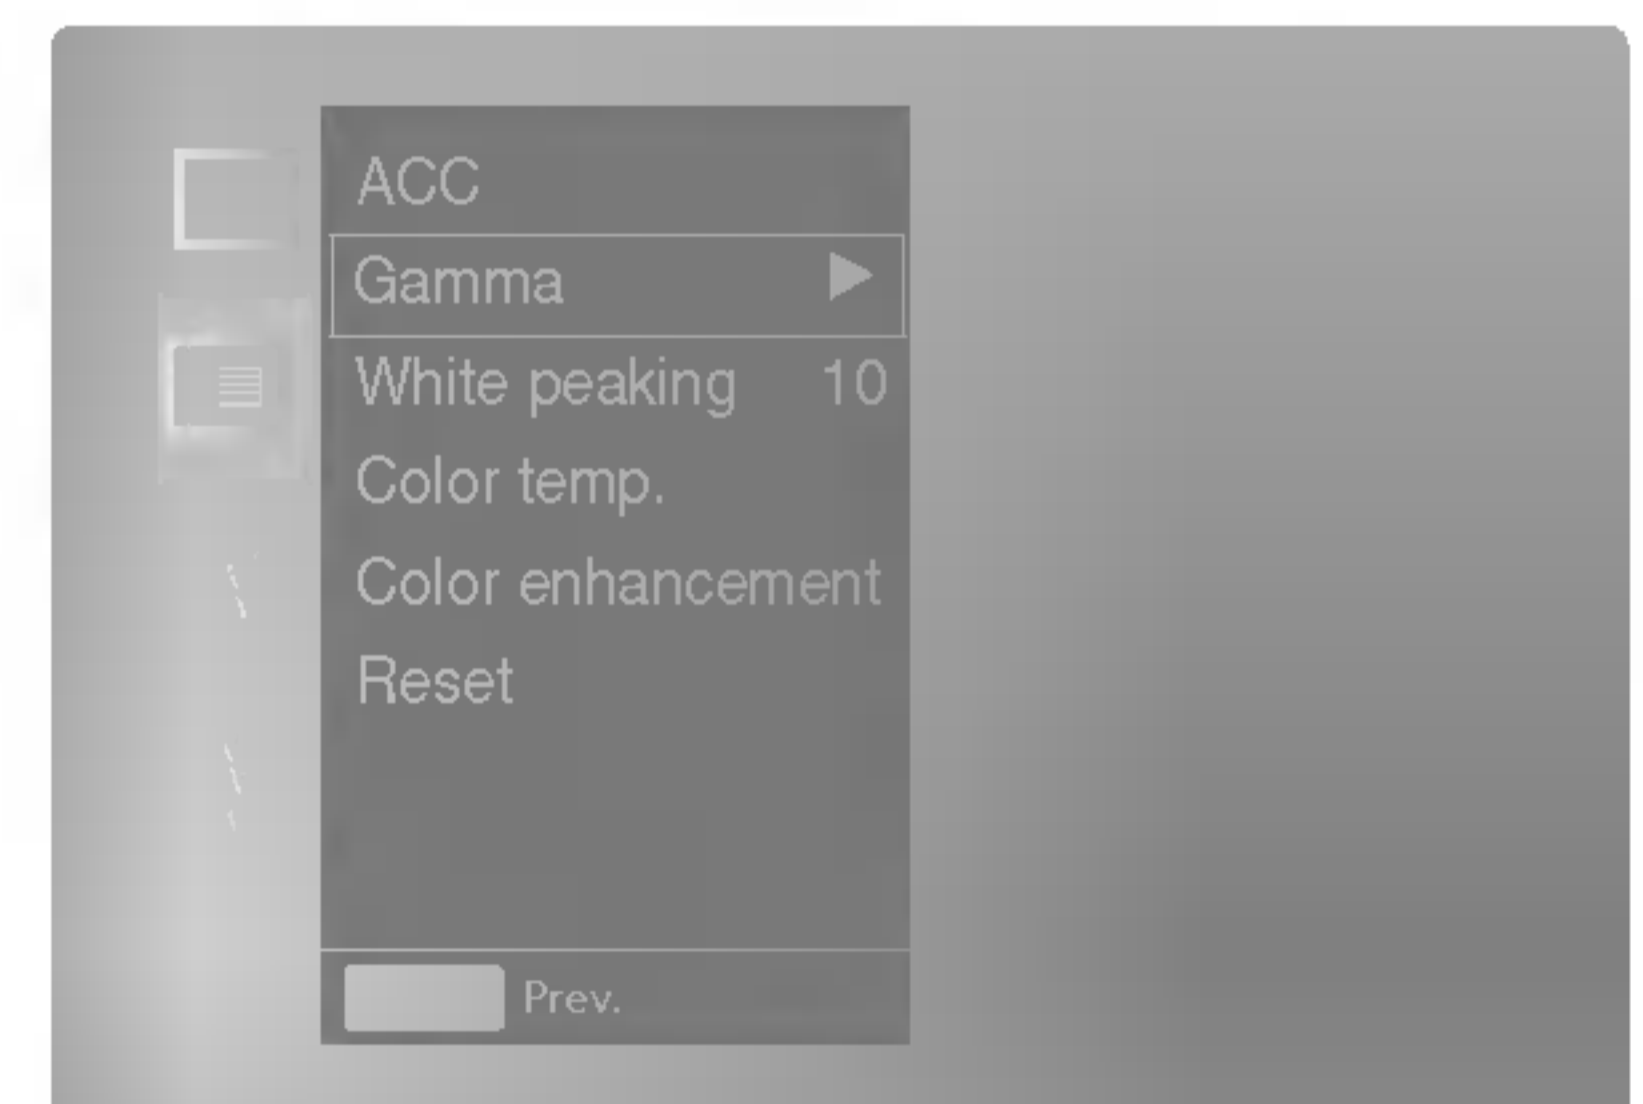 ACC
Gamma ▶
White peaking 10
Color temp.
Color enhancement
Reset
Prev.